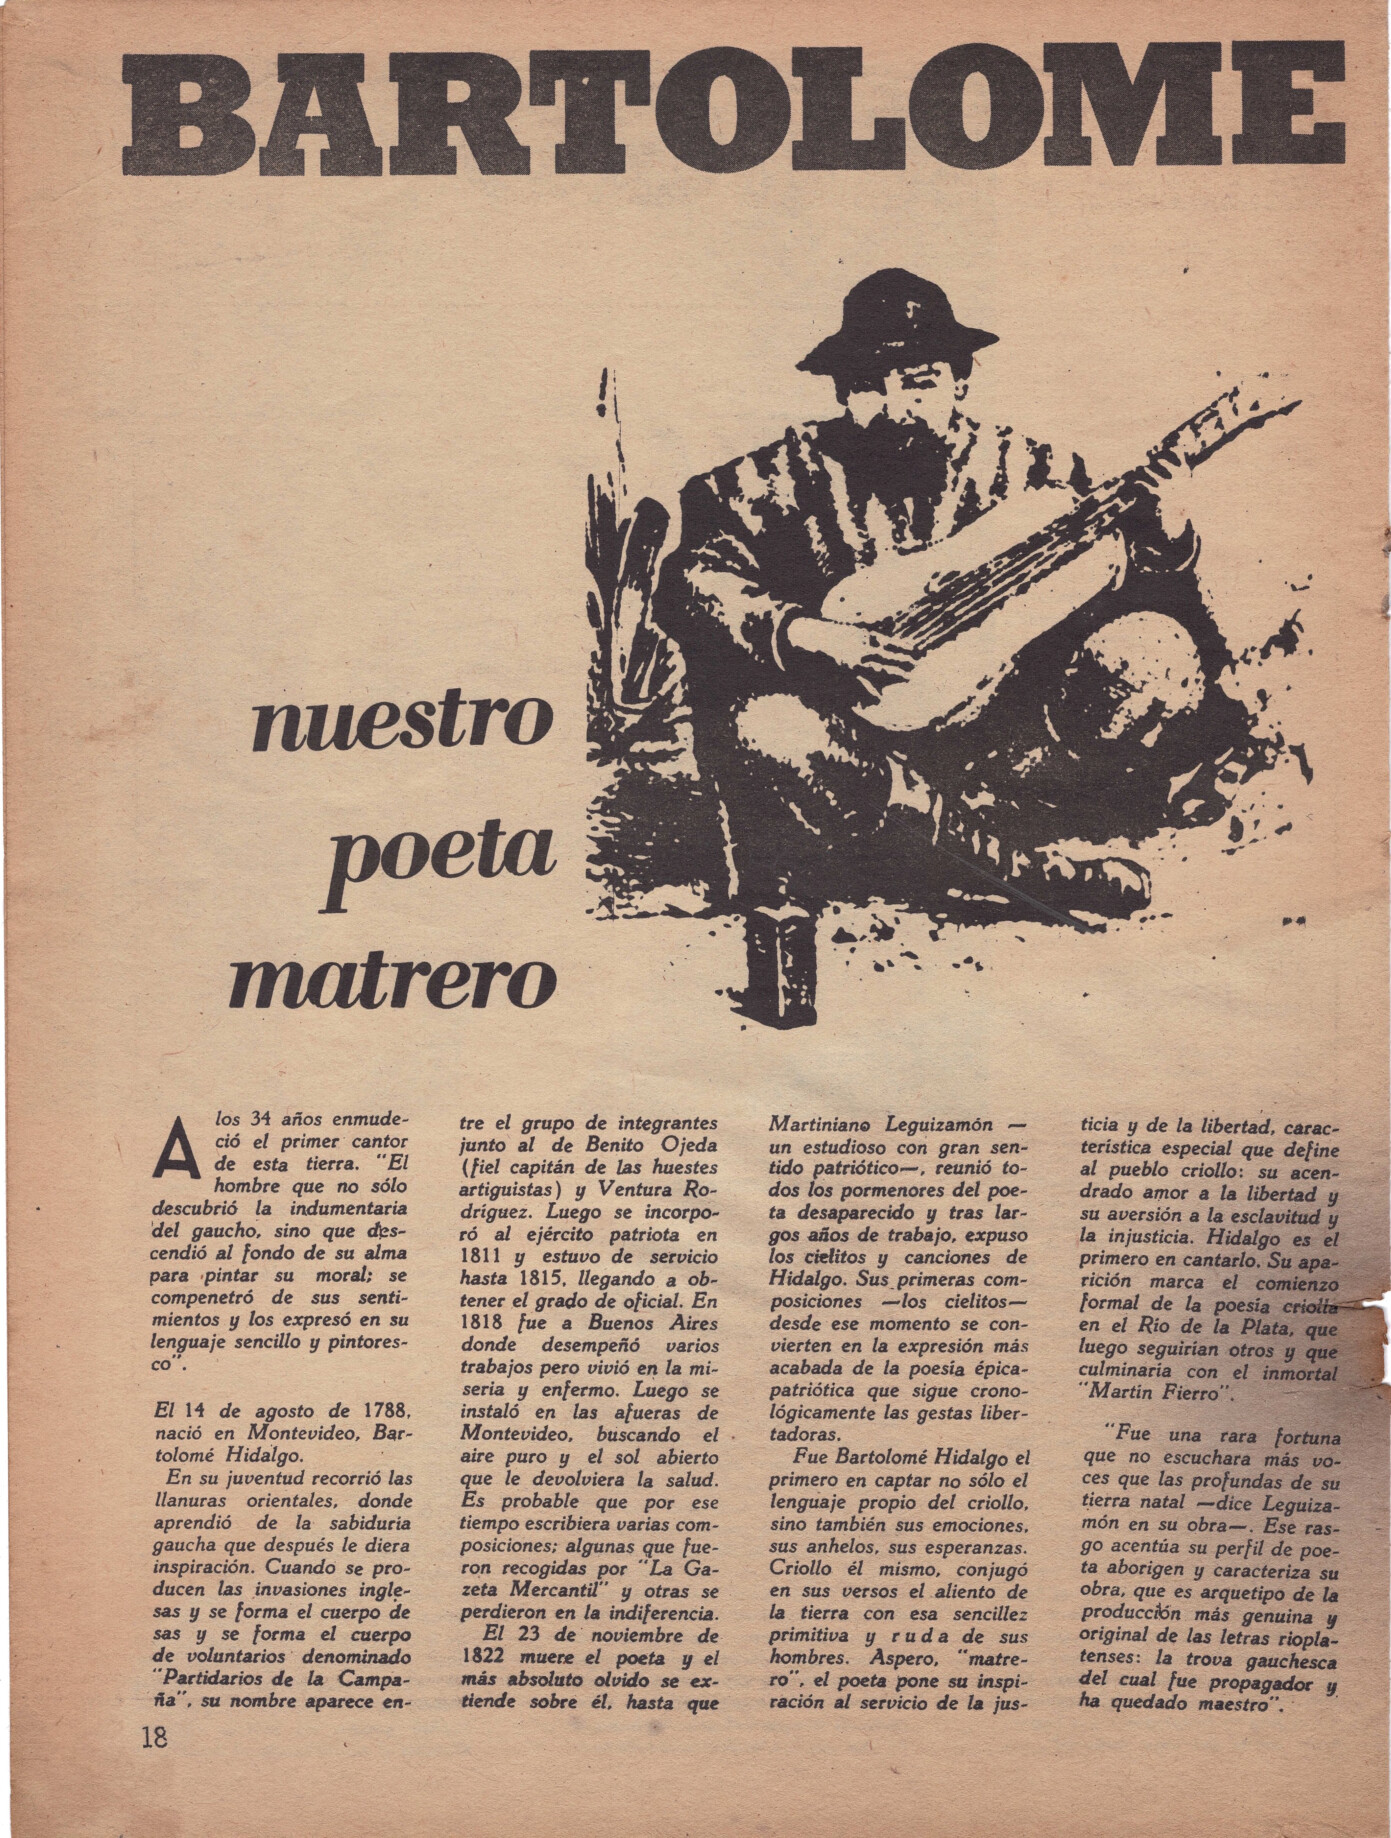 BARTOLOME
nuestro
poeta
matrero
A los 34 años enmude-
ció el primer cantor
de esta tierra. "El
hombre que no sólo
descubrió la indumentaria
del gaucho, sino que des-
cendió al fondo de su alma
para pintar su moral; se
compenetró de sus senti-
mientos y los expresó en su
lenguaje sencillo y pintores-
co".
El 14 de agosto de 1788,
nació en Montevideo, Bar-
tolomé Hidalgo.
En su juventud recorrió las
llanuras orientales, donde
aprendió de la sabiduría
gaucha que después le diera
inspiración. Cuando se pro-
ducen las invasiones ingle-
sas y se forma el cuerpo de
sas y se forma el cuerpo
de voluntarios denominado
"Partidarios de la Campa-
ña", su nombre aparece en-
tre el grupo de integrantes
junto al de Benito Ojeda
(fiel capitán de las huestes
artiguistas) y Ventura Ro-
dríguez. Luego se incorpo-
ró al ejército patriota en
1811 y estuvo de servicio
hasta 1815, llegando a ob-
tener el grado de oficial. En
1818 fue a Buenos Aires
donde desempeñó varios
trabajos pero vivió en la mi-
seria y enfermo. Luego se
instaló en las afueras de
Montevideo, buscando el
aire puro y el sol abierto
que le devolviera la salud.
Es probable que por ese
tiempo escribiera varias com-
posiciones; algunas que fue-
ron recogidas por "La Ga-
zeta Mercantil" y otras se
perdieron en la indiferencia.
El 23 de noviembre de
1822 muere el poeta y el
más absoluto olvido se ex-
tiende sobre él, hasta que
Martiniano Leguizamón —
un estudioso con gran sen-
tido patriótico—, reunió to-
dos los pormenores del poe-
ta desaparecido y tras lar-
gos años de trabajo, expuso
los cielitos y canciones de
Hidalgo. Sus primeras com-
posiciones —los cielitos—
desde ese momento se con-
vierten en la expresión más
acabada de la poesía épica-
patriótica que sigue crono-
lógicamente las gestas liber-
tadoras.
Fue Bartolomé Hidalgo el
primero en captar no sólo el
lenguaje propio del criollo,
sino también sus emociones,
sus anhelos, sus esperanzas.
Criollo él mismo, conjugó
en sus versos el aliento de
la tierra con esa sencillez
primitiva y ruda de sus
hombres. Aspero, "matre-
ro", el poeta pone su inspi-
ración al servicio de la jus-
ticia y de la libertad, carac-
terística especial que define
al pueblo criollo: su acen-
drado amor a la libertad y
su aversión a la esclavitud y
la injusticia. Hidalgo es el
primero en cantarlo. Su apa-
rición marca el comienzo
formal de la poesía criolla
en el Río de la Plata, que
luego seguirían otros y que
culminaría con el inmortal
"Martín Fierro".
"Fue una rara fortuna
que no escuchara más vo-
ces que las profundas de su
tierra natal —dice Leguiza-
món en su obra—. Ese ras-
go acentúa su perfil de poe-
ta aborigen y caracteriza su
obra, que es arquetipo de la
producción más genuina y
original de las letras riopla-
tenses: la trova gauchesca
del cual fue propagador y
ha quedado maestro".
18